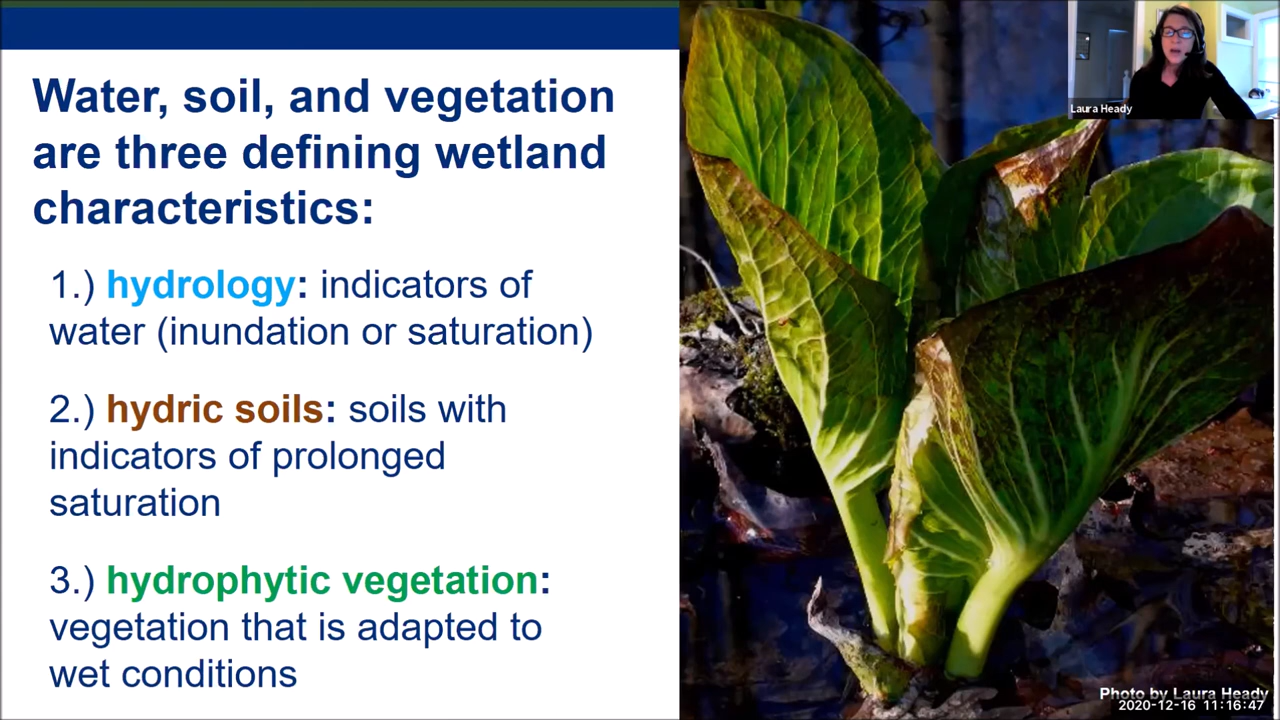 Water, soil, and vegetation
are three defining wetland
characteristics:
1.) hydrology: indicators of
water (inundation or saturation)
2.) hydric soils: soils with
indicators of prolonged
saturation
3.) hydrophytic vegetation:
vegetation that is adapted to
wet conditions
Laura Heady
Photo by Laura Heady
2020-12-16 11:16:47